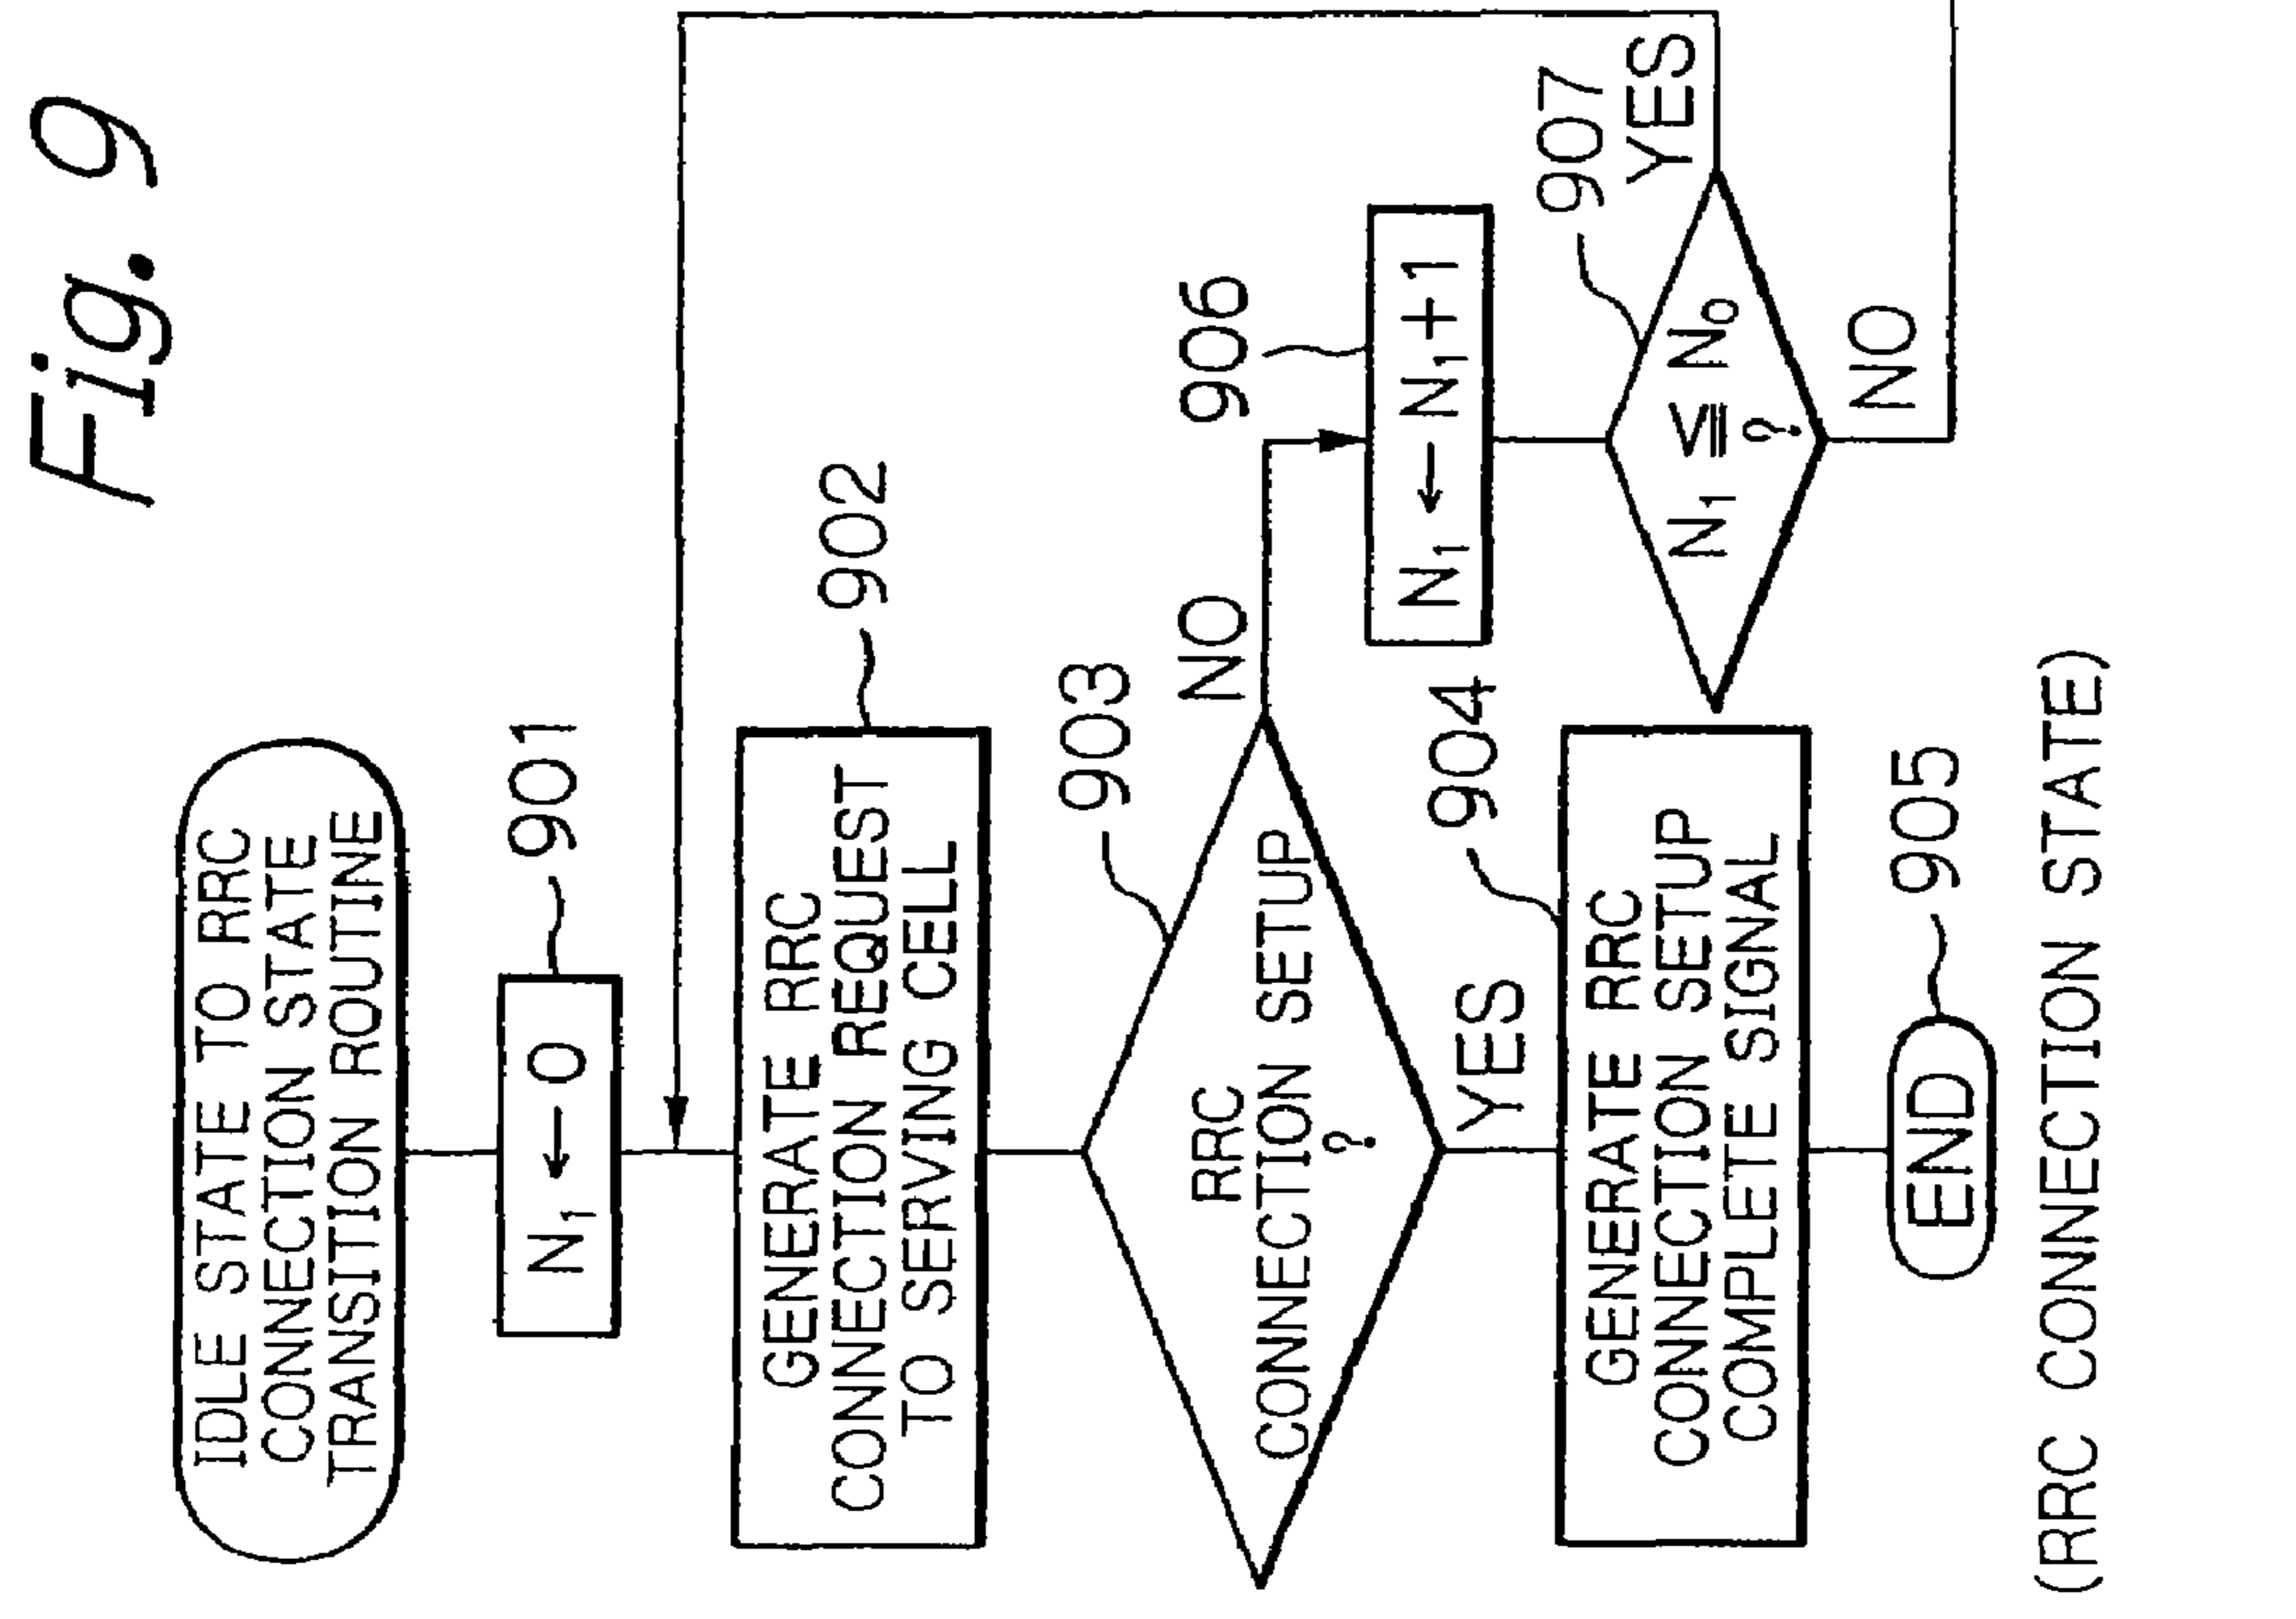 Fig. 9
IDLE STATE TO RRC
CONNECTION STATE
TRANSITION ROUTINE
901
N₁ ← 0
902
GENERATE RRC
CONNECTION REQUEST
TO SERVING CELL
903
RRC
CONNECTION SETUP
?
NO
YES
904
GENERATE RRC
CONNECTION SETUP
COMPLETE SIGNAL
905
END
(RRC CONNECTION STATE)
906
N₁ ← N₁+1
907
N₁ ≦ N₀
?
YES
NO